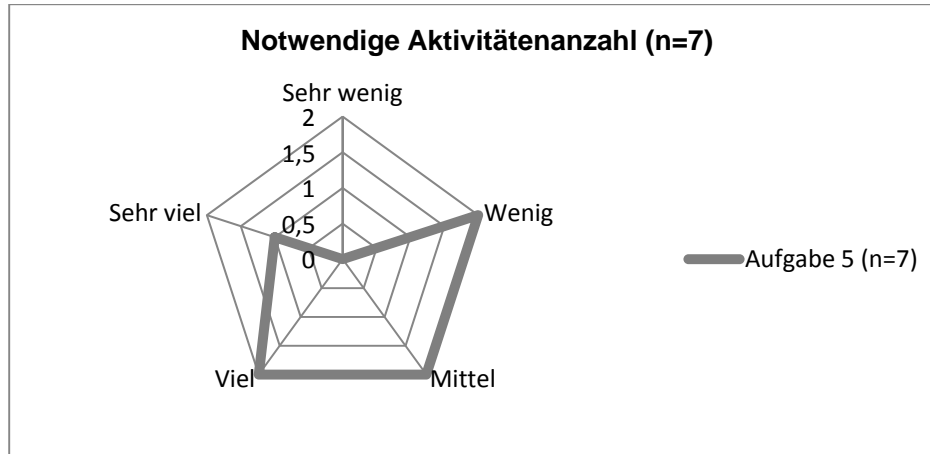 Notwendige Aktivitätenanzahl (n=7)
Sehr wenig
2
1,5
1
0,5
0
Sehr viel
Wenig
Aufgabe 5 (n=7)
Viel
Mittel